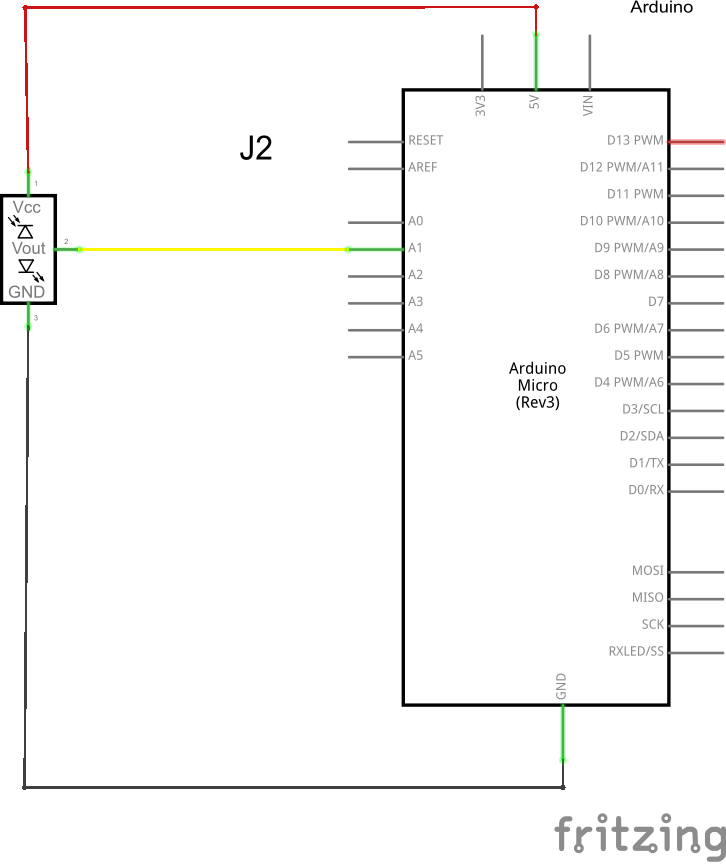 Arduino
3V3
5V
VIN
J2
RESET
AREF
A0
A1
A2
A3
A4
A5
D13 PWM
D12 PWM/A11
D11 PWM
D10 PWM/A10
D9 PWM/A9
D8 PWM/A8
D7
D6 PWM/A7
D5 PWM
D4 PWM/A6
D3/SCL
D2/SDA
D1/TX
D0/RX
MOSI
MISO
SCK
RXLED/SS
1
Vcc
Vout
2
GND
3
Arduino
Micro
(Rev3)
GND
fritzing